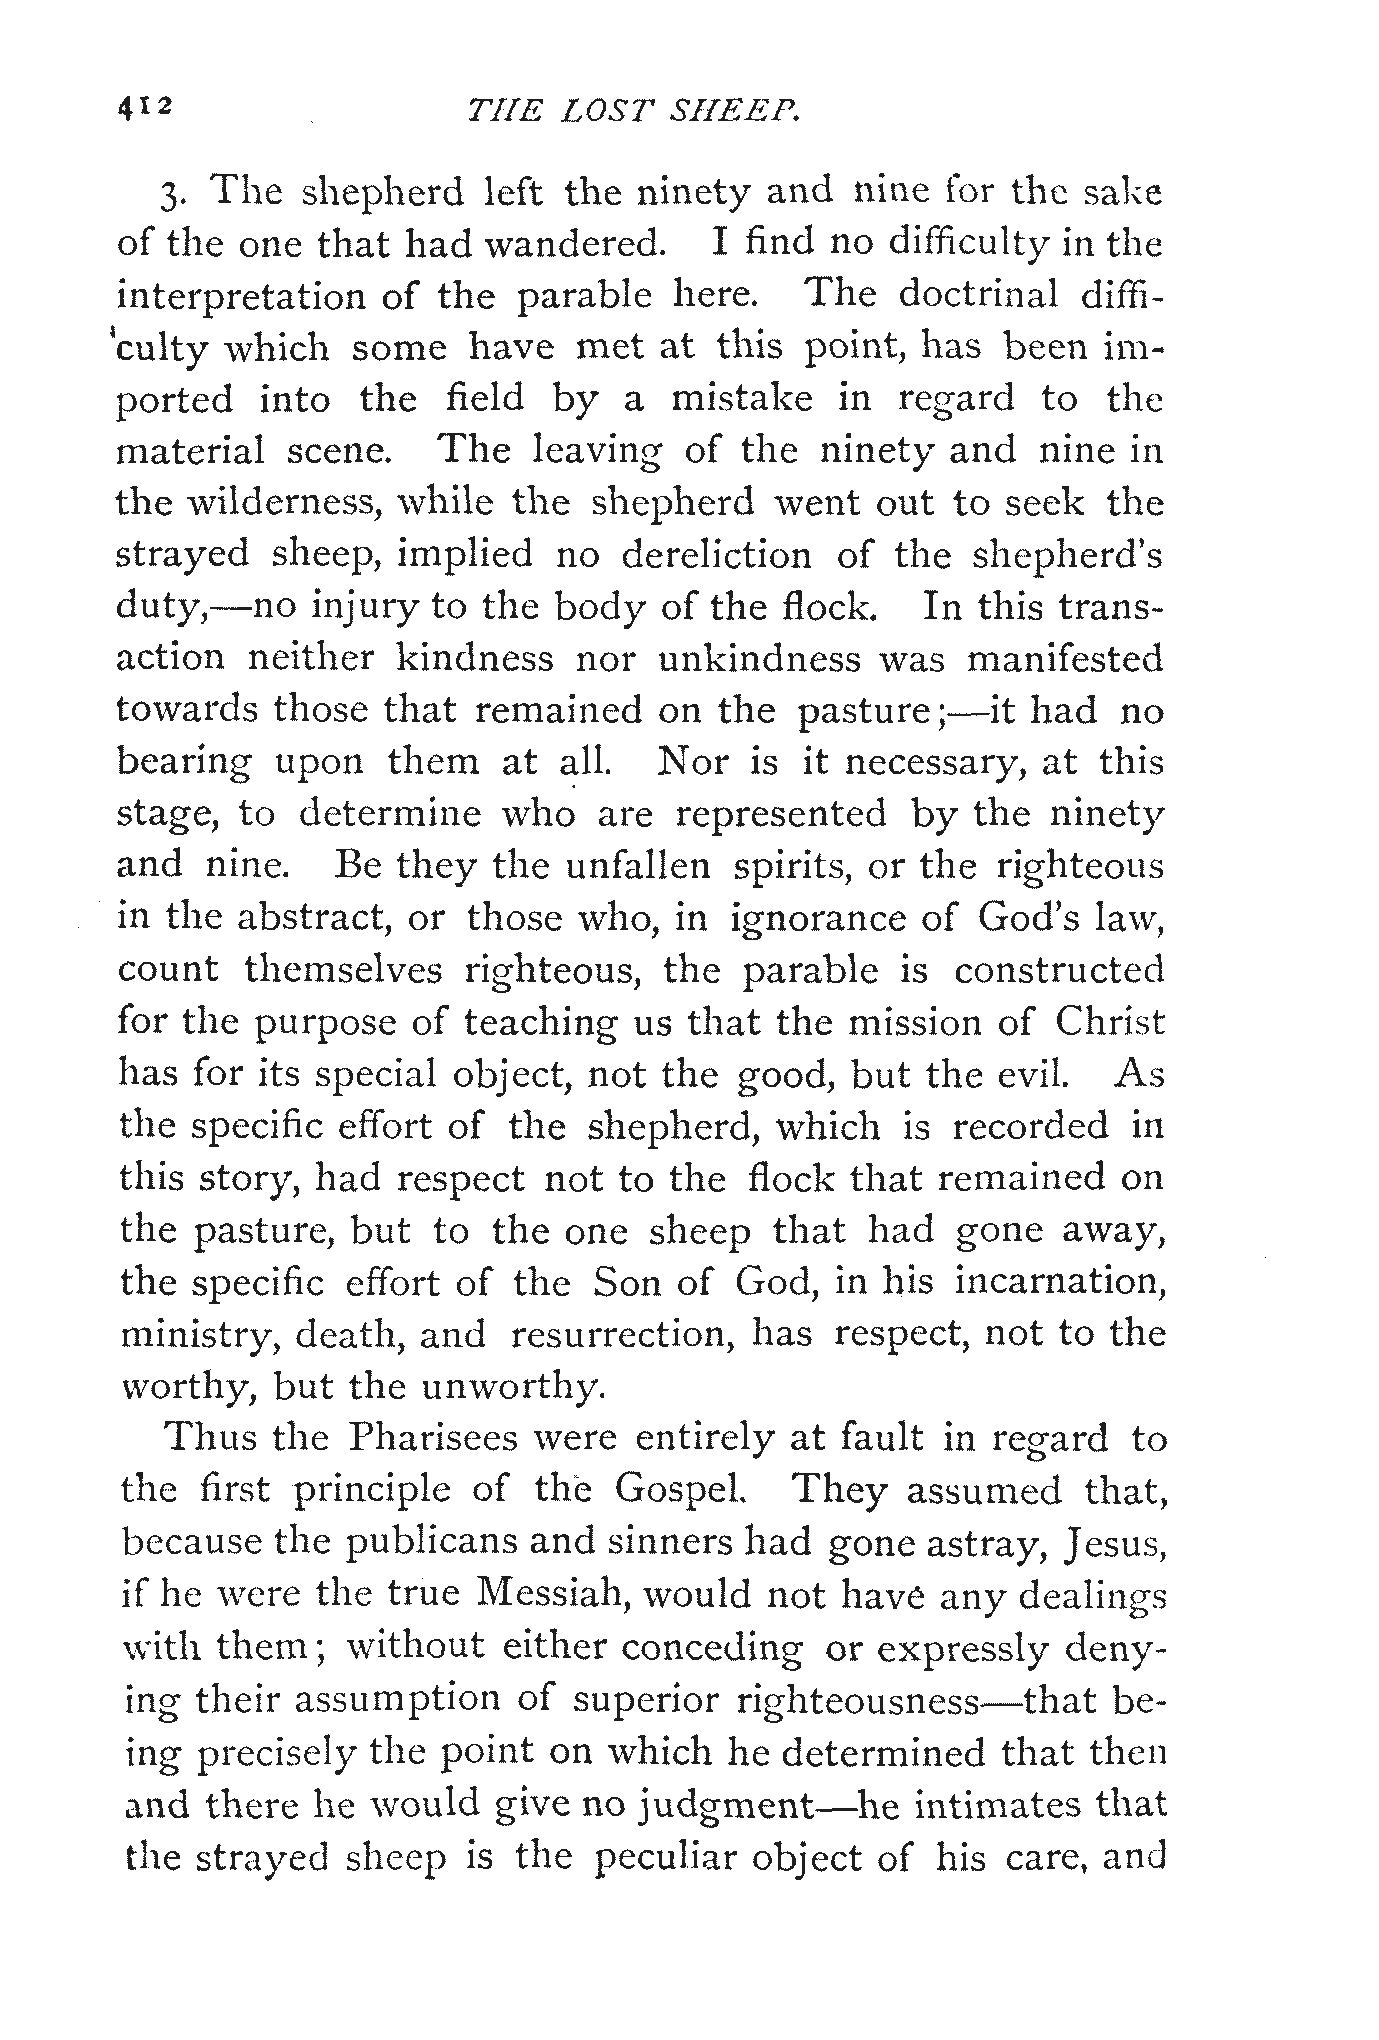 412 THE LOST SHEEP.
3. The shepherd left the ninety and nine for the sake
of the one that had wandered. I find no difficulty in the
interpretation of the parable here. The doctrinal diffi-
culty which some have met at this point, has been im-
ported into the field by a mistake in regard to the
material scene. The leaving of the ninety and nine in
the wilderness, while the shepherd went out to seek the
strayed sheep, implied no dereliction of the shepherd's
duty,—no injury to the body of the flock. In this trans-
action neither kindness nor unkindness was manifested
towards those that remained on the pasture;—it had no
bearing upon them at all. Nor is it necessary, at this
stage, to determine who are represented by the ninety
and nine. Be they the unfallen spirits, or the righteous
in the abstract, or those who, in ignorance of God's law,
count themselves righteous, the parable is constructed
for the purpose of teaching us that the mission of Christ
has for its special object, not the good, but the evil. As
the specific effort of the shepherd, which is recorded in
this story, had respect not to the flock that remained on
the pasture, but to the one sheep that had gone away,
the specific effort of the Son of God, in his incarnation,
ministry, death, and resurrection, has respect, not to the
worthy, but the unworthy.
Thus the Pharisees were entirely at fault in regard to
the first principle of the Gospel. They assumed that,
because the publicans and sinners had gone astray, Jesus,
if he were the true Messiah, would not have any dealings
with them; without either conceding or expressly deny-
ing their assumption of superior righteousness—that be-
ing precisely the point on which he determined that then
and there he would give no judgment—he intimates that
the strayed sheep is the peculiar object of his care, and